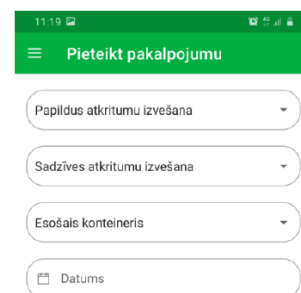 11:19
Pieteikt pakalpojumu
Papildus atkritumu izvešana
Sadzīves atkritumu izvešana
Esošais konteineris
Datums